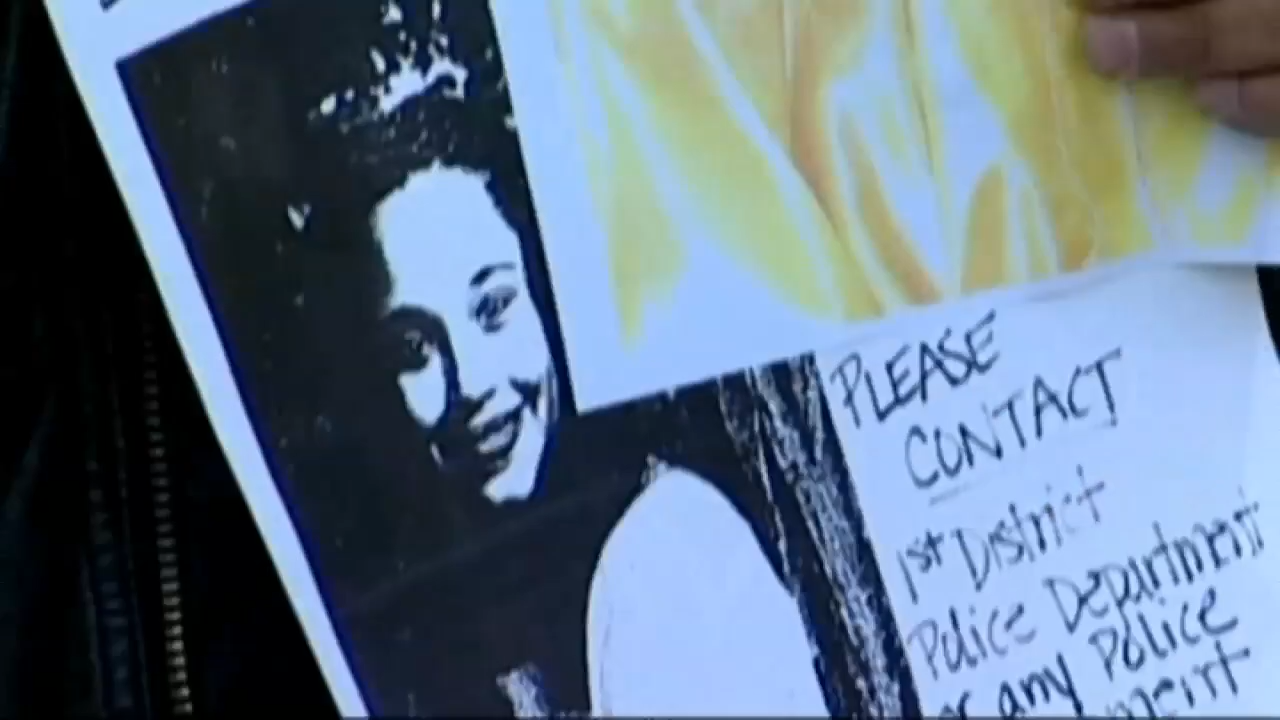 PLEASE
CONTACT
1st District
Police Department
or any Police